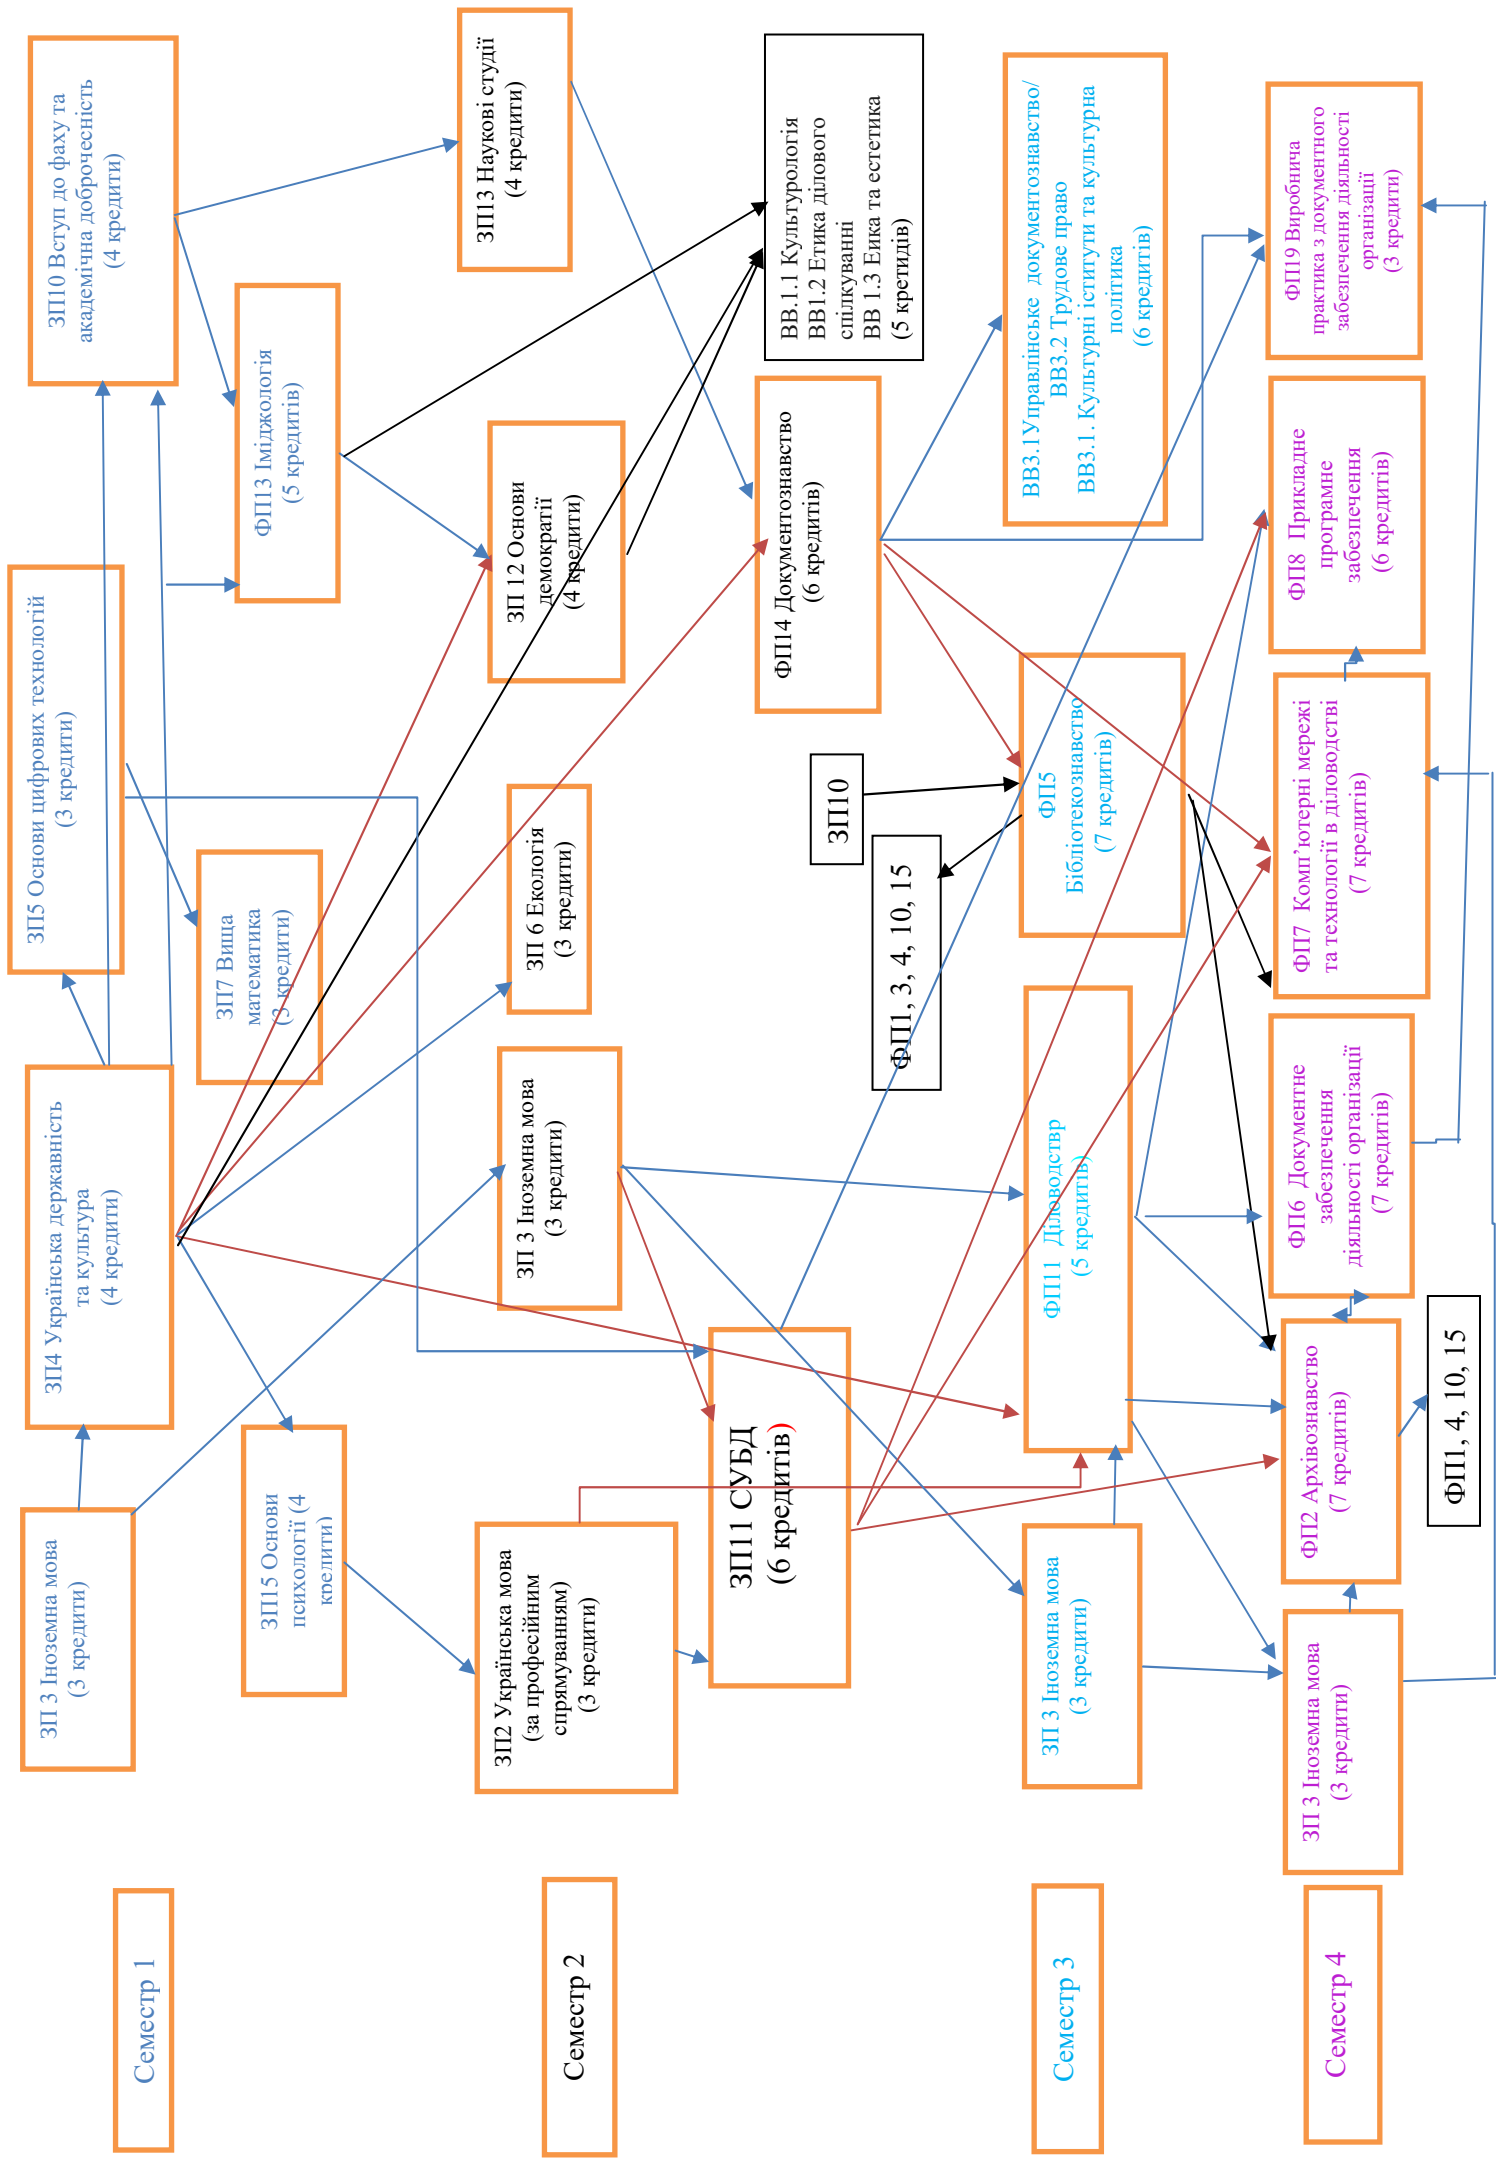 Семестр 1
ЗП 3 Іноземна мова
(3 кредити)
ЗП4 Українська державність
та культура
(4 кредити)
ЗП5 Основи цифрових технологій
(3 кредити)
ЗП10 Вступ до фаху та
академічна доброчесність
(4 кредити)
ЗП15 Основи
психології (4
кредити)
ЗП7 Вища
математика
(3 кредити)
ФП13 Іміджологія
(5 кредитів)
Семестр 2
ЗП2 Українська мова
(за професійним
спрямуванням)
(3 кредити)
ЗП 3 Іноземна мова
(3 кредити)
ЗП 6 Екологія
(3 кредити)
ЗП 12 Основи
демократії
(4 кредити)
ЗП13 Наукові студії
(4 кредити)
ЗП11 СУБД
(6 кредитів)
ФП14 Документознавство
(6 кредитів)
ВВ.1.1 Культурологія
ВВ1.2 Етика ділового
спілкуванні
ВВ 1.3 Еика та естетика
(5 кретидів)
ЗП10
ФП1, 3, 4, 10, 15
Семестр 3
ЗП 3 Іноземна мова
(3 кредити)
ФП11 Діловодствр
(5 кредитів)
ФП5
Бібліотекознавство
(7 кредитів)
ВВ3.1Управлінське документознавство/
ВВ3.2 Трудове право
ВВ3.1. Культурні іститути та культурна
політика
(6 кредитів)
Семестр 4
ЗП 3 Іноземна мова
(3 кредити)
ФП2 Архівознавство
(7 кредитів)
ФП6 Документне
забезпечення
діяльності організації
(7 кредитів)
ФП7 Комп’ютерні мережі
та технології в діловодстві
(7 кредитів)
ФП8 Прикладне
програмне
забезпечення
(6 кредитів)
ФП19 Виробнича
практика з документного
забезпечення діяльності
організації
(3 кредити)
ФП1, 4, 10, 15